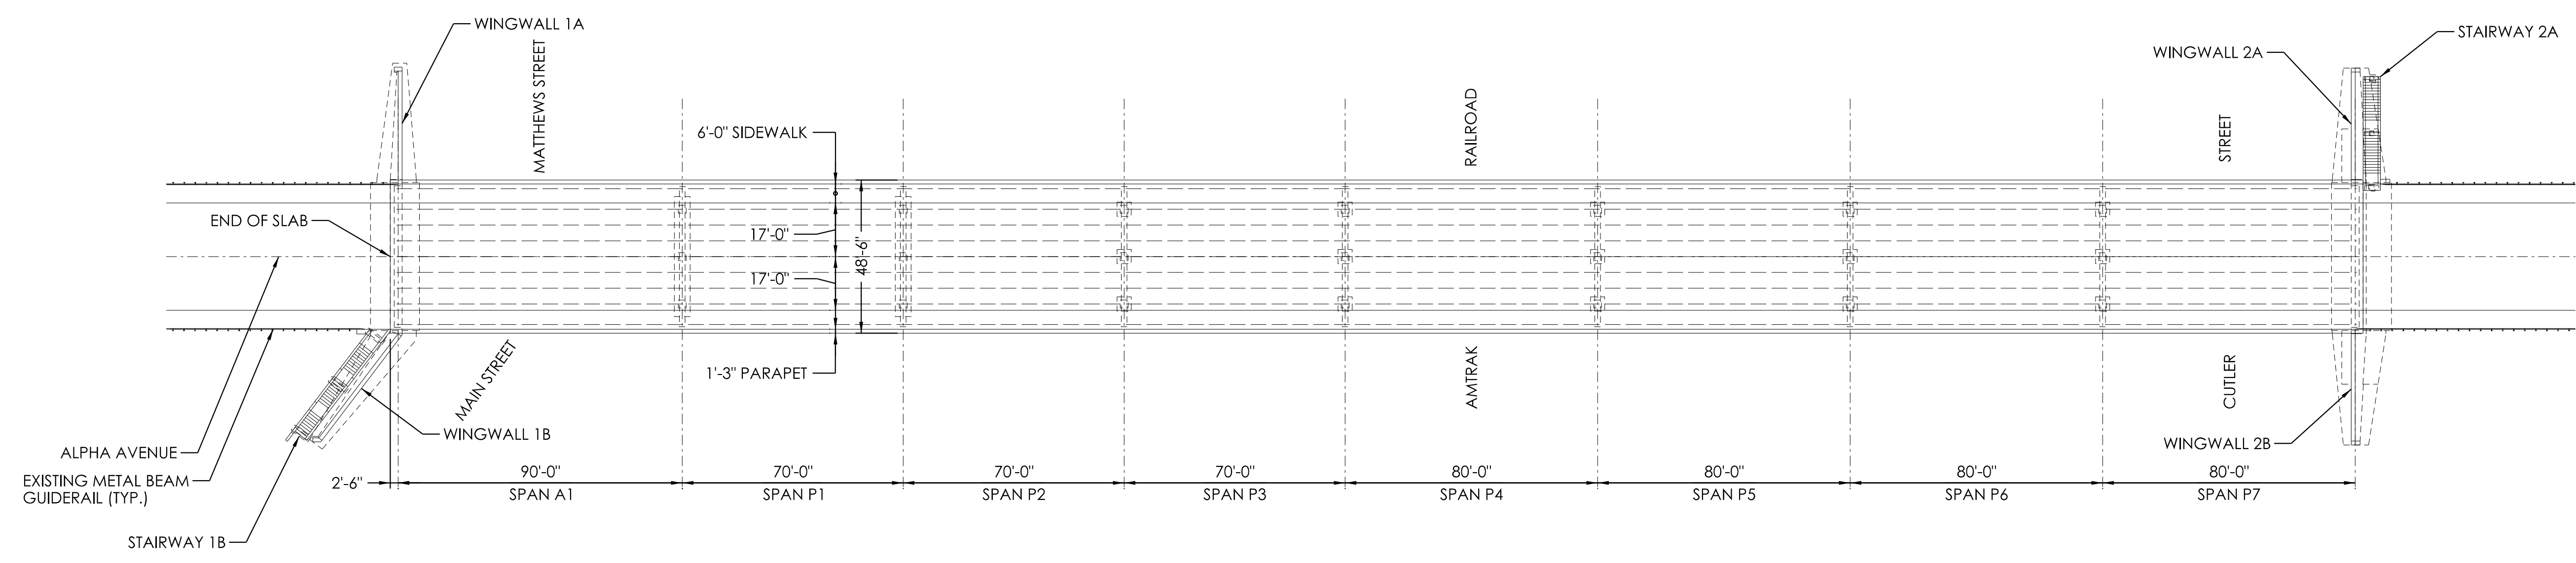 WINGWALL 1A
STAIRWAY 2A
WINGWALL 2A
MATTHEWS STREET
RAILROAD
STREET
6'-0" SIDEWALK
END OF SLAB
17'-0"
48'-6"
17'-0"
1'-3" PARAPET
MAIN STREET
AMTRAK
CUTLER
WINGWALL 1B
WINGWALL 2B
ALPHA AVENUE
EXISTING METAL BEAM
GUIDERAIL (TYP.)
2'-6"
90'-0"
70'-0"
70'-0"
70'-0"
80'-0"
80'-0"
80'-0"
80'-0"
SPAN A1
SPAN P1
SPAN P2
SPAN P3
SPAN P4
SPAN P5
SPAN P6
SPAN P7
STAIRWAY 1B